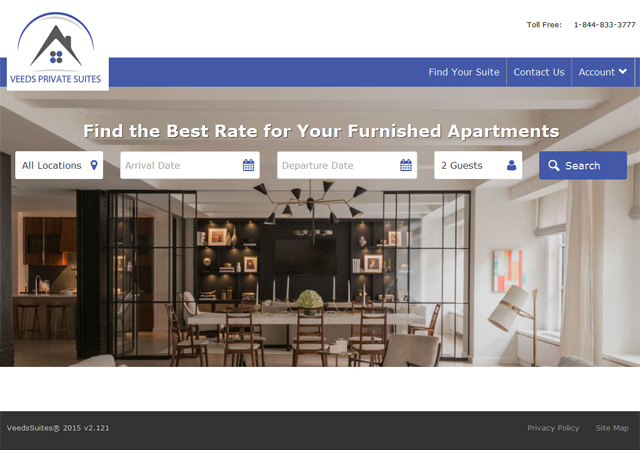 Toll Free: 1-844-833-3777
VEEDS PRIVATE SUITES
Find Your Suite
Contact Us
Account
Find the Best Rate for Your Furnished Apartments
All Locations
Arrival Date
Departure Date
2 Guests
Search
VeedsSuites® 2015 v2.121
Privacy Policy
Site Map